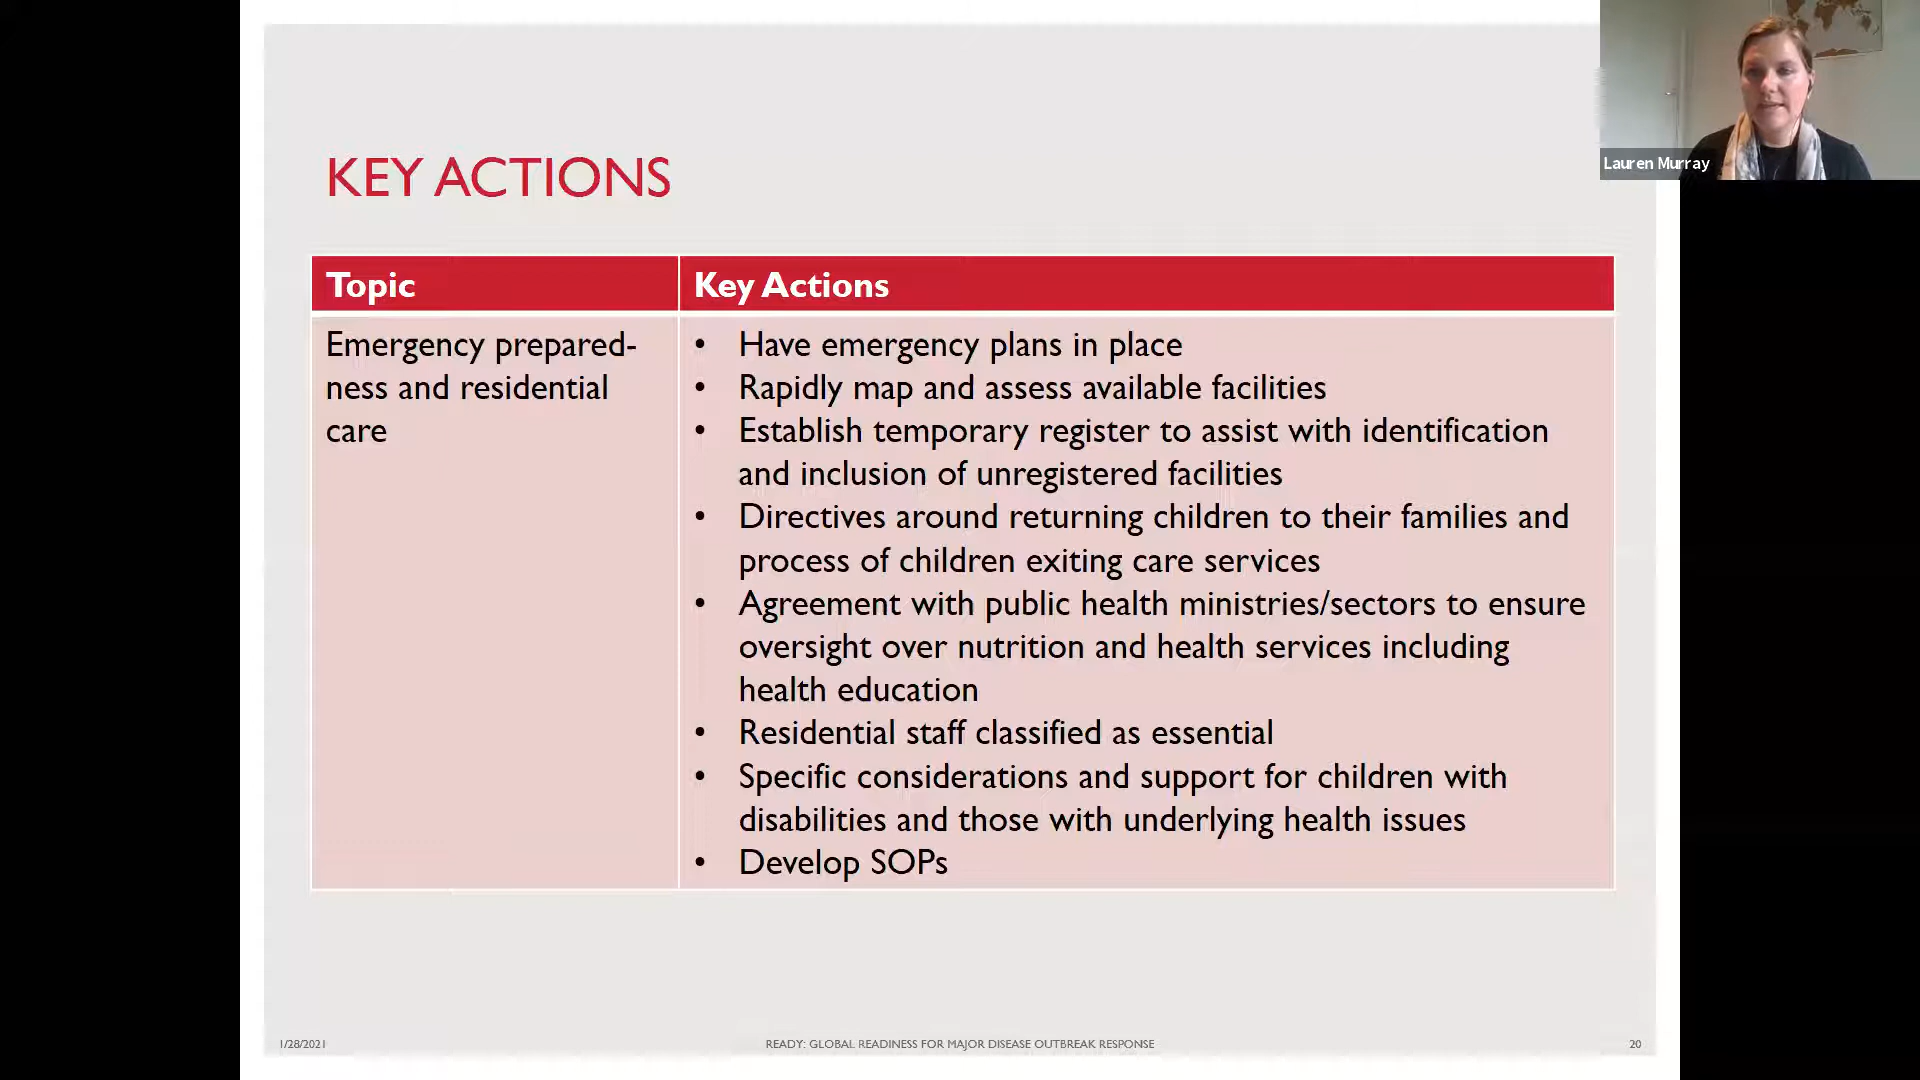 Lauren Murray
KEY ACTIONS
Topic
Key Actions
Emergency prepared-
ness and residential
care
• Have emergency plans in place
• Rapidly map and assess available facilities
• Establish temporary register to assist with identification
and inclusion of unregistered facilities
• Directives around returning children to their families and
process of children exiting care services
• Agreement with public health ministries/sectors to ensure
oversight over nutrition and health services including
health education
• Residential staff classified as essential
• Specific considerations and support for children with
disabilities and those with underlying health issues
• Develop SOPs
1/28/2021
READY: GLOBAL READINESS FOR MAJOR DISEASE OUTBREAK RESPONSE
20